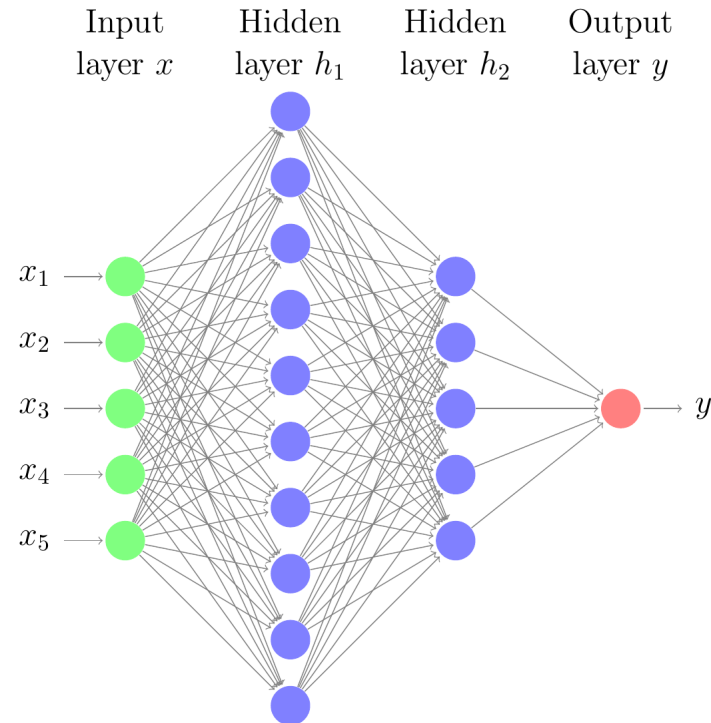 Input Hidden Hidden Output
layer x layer h₁ layer h₂ layer y
x₁
x₂
x₃ y
x₄
x₅